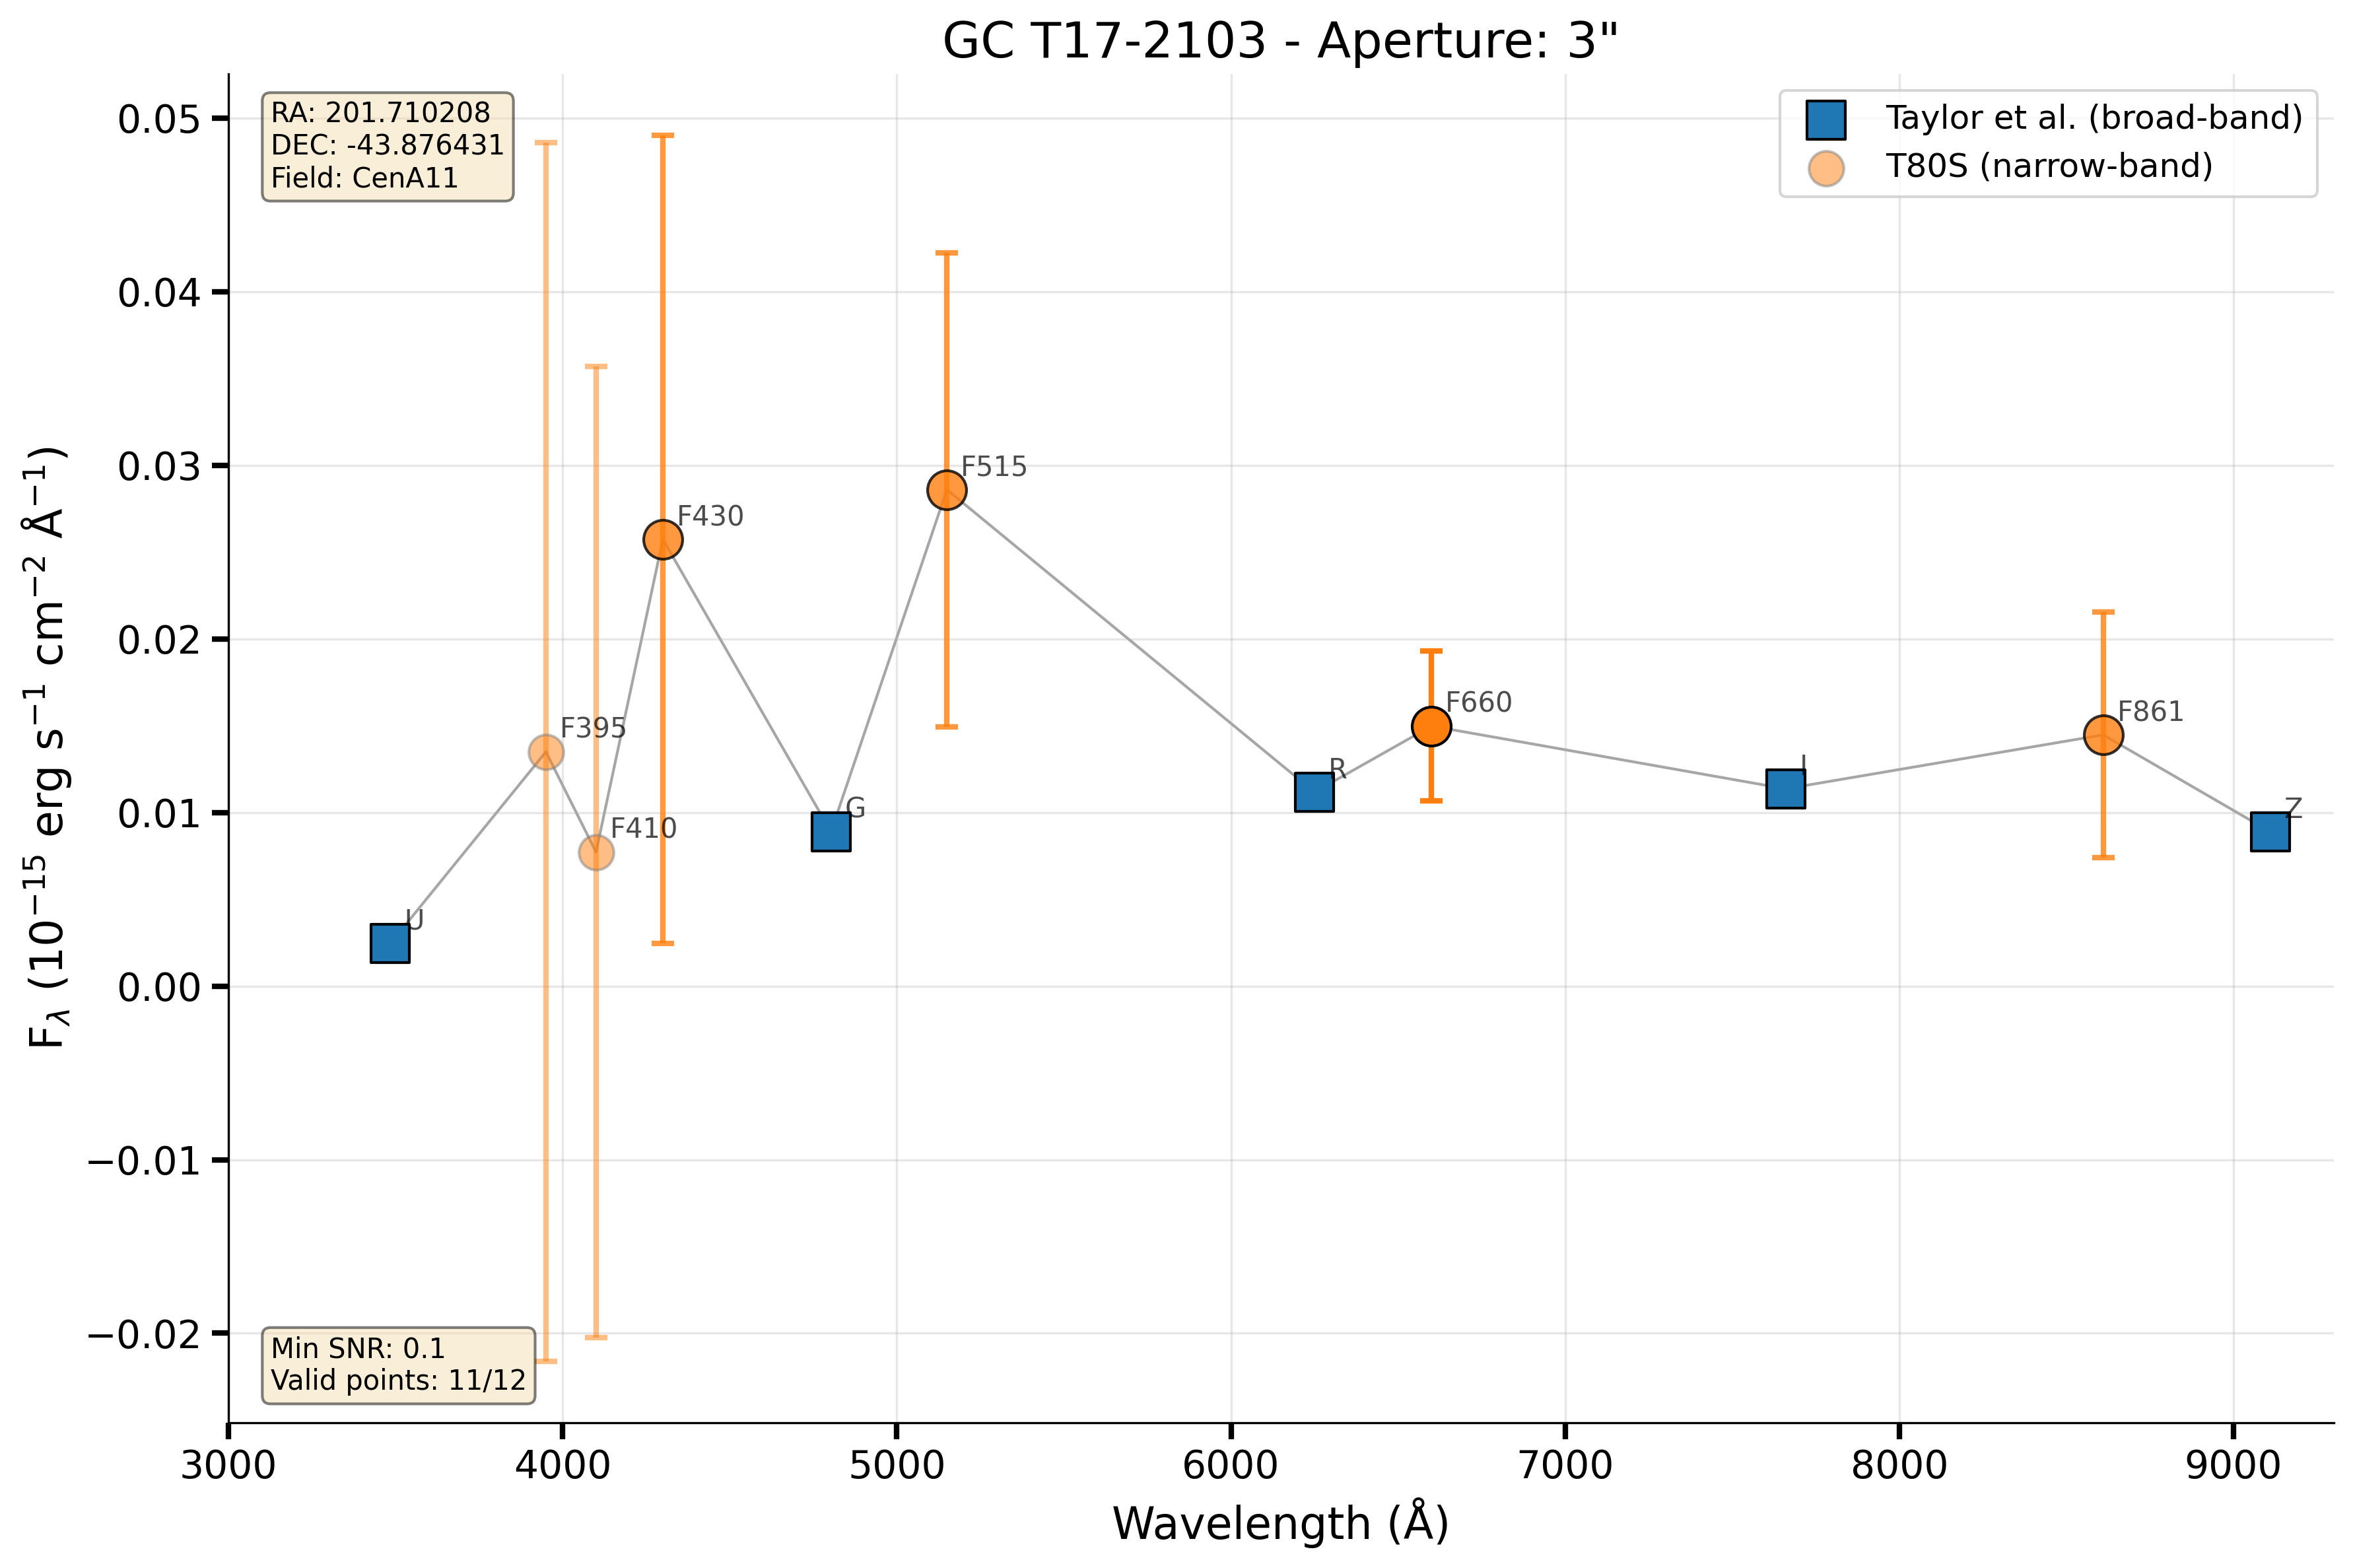 GC T17-2103 - Aperture: 3"
RA: 201.710208
DEC: -43.876431
Field: CenA11
Taylor et al. (broad-band)
T80S (narrow-band)
0.05
0.04
0.03
0.02
0.01
0.00
−0.01
−0.02
Fλ (10⁻¹⁵ erg s⁻¹ cm⁻² Å⁻¹)
U
F395
F410
F430
G
F515
R
F660
I
F861
Z
Min SNR: 0.1
Valid points: 11/12
3000 4000 5000 6000 7000 8000 9000
Wavelength (Å)